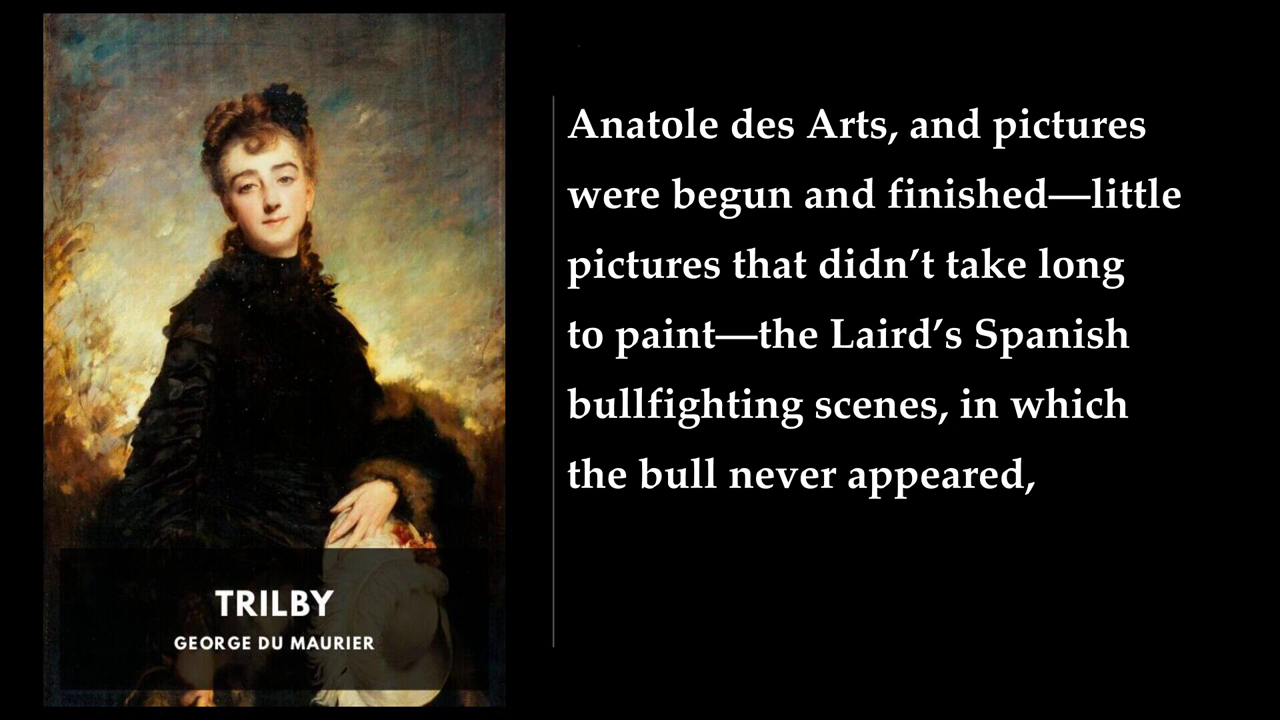 TRILBY
GEORGE DU MAURIER
Anatole des Arts, and pictures
were begun and finished—little
pictures that didn’t take long
to paint—the Laird’s Spanish
bullfighting scenes, in which
the bull never appeared,